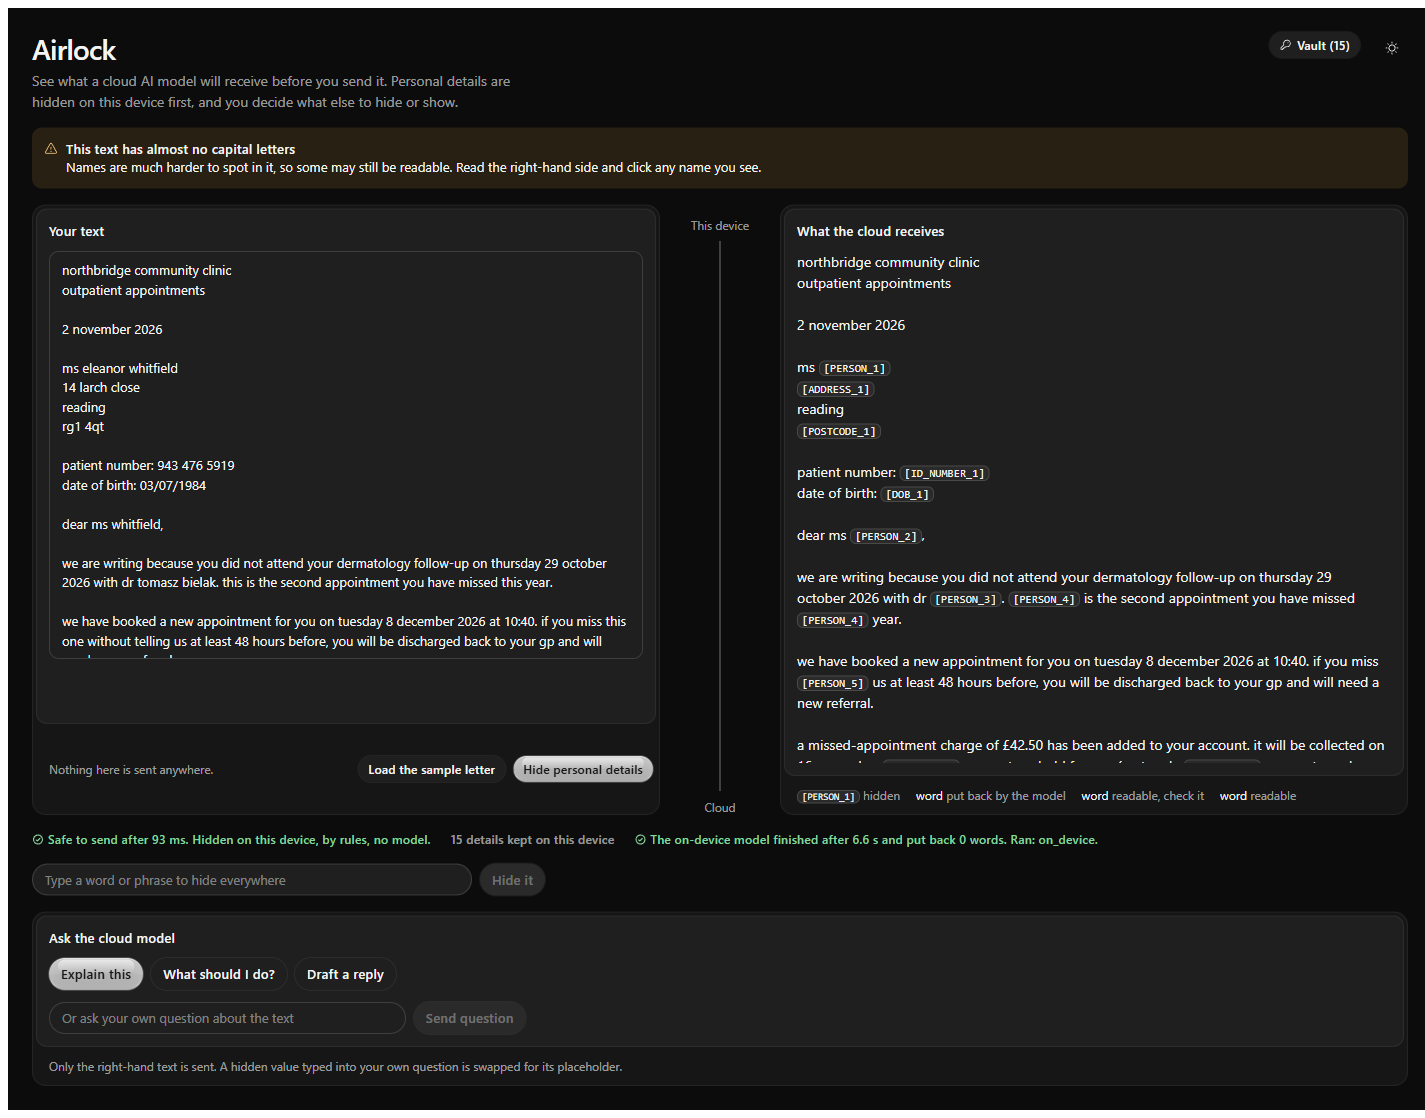 Airlock
Vault (15)
See what a cloud AI model will receive before you send it. Personal details are
hidden on this device first, and you decide what else to hide or show.
This text has almost no capital letters
Names are much harder to spot in it, so some may still be readable. Read the right-hand side and click any name you see.
Your text
northbridge community clinic
outpatient appointments
2 november 2026
ms eleanor whitfield
14 larch close
reading
rg1 4qt
patient number: 943 476 5919
date of birth: 03/07/1984
dear ms whitfield,
we are writing because you did not attend your dermatology follow-up on thursday 29 october
2026 with dr tomasz bielak. this is the second appointment you have missed this year.
we have booked a new appointment for you on tuesday 8 december 2026 at 10:40. if you miss this
one without telling us at least 48 hours before, you will be discharged back to your gp and will
Nothing here is sent anywhere.
Load the sample letter
Hide personal details
This device
Cloud
What the cloud receives
northbridge community clinic
outpatient appointments
2 november 2026
ms [PERSON_1]
[ADDRESS_1]
reading
[POSTCODE_1]
patient number: [ID_NUMBER_1]
date of birth: [DOB_1]
dear ms [PERSON_2],
we are writing because you did not attend your dermatology follow-up on thursday 29
october 2026 with dr [PERSON_3]. [PERSON_4] is the second appointment you have missed
[PERSON_4] year.
we have booked a new appointment for you on tuesday 8 december 2026 at 10:40. if you miss
[PERSON_5] us at least 48 hours before, you will be discharged back to your gp and will need a
new referral.
a missed-appointment charge of £42.50 has been added to your account. it will be collected on
[PERSON_1] hidden word put back by the model word readable, check it word readable
Safe to send after 93 ms. Hidden on this device, by rules, no model. 15 details kept on this device The on-device model finished after 6.6 s and put back 0 words. Ran: on_device.
Type a word or phrase to hide everywhere
Hide it
Ask the cloud model
Explain this
What should I do?
Draft a reply
Or ask your own question about the text
Send question
Only the right-hand text is sent. A hidden value typed into your own question is swapped for its placeholder.